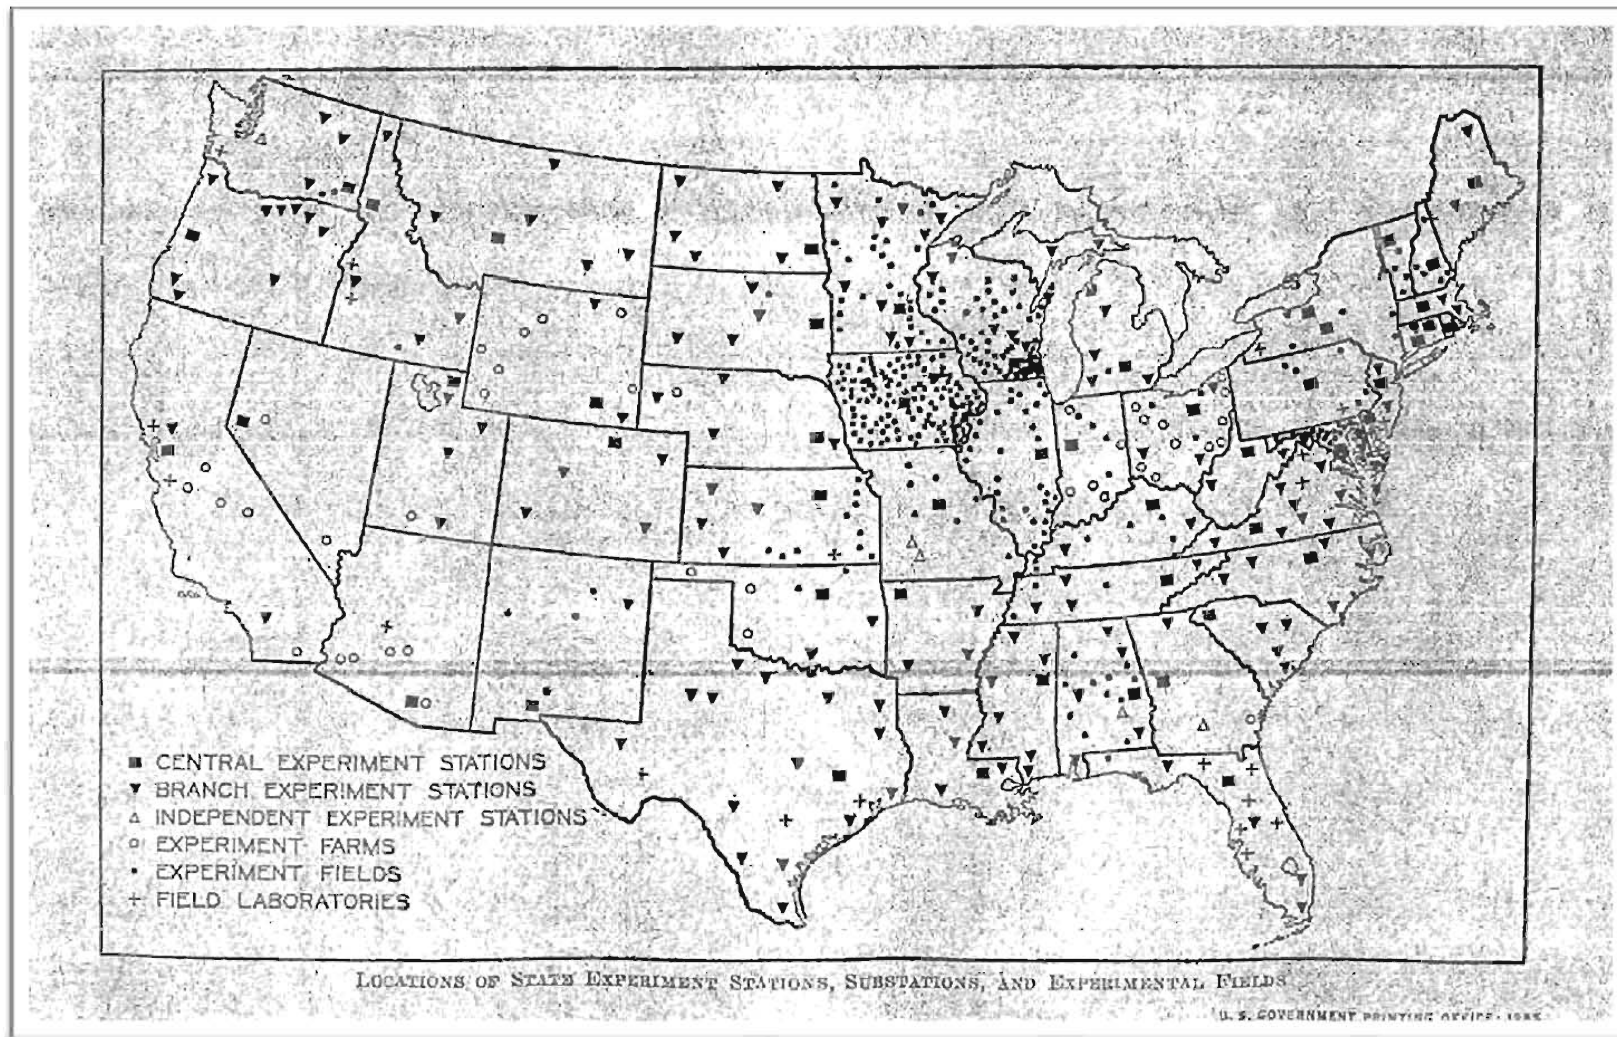 CENTRAL EXPERIMENT STATIONS
BRANCH EXPERIMENT STATIONS
INDEPENDENT EXPERIMENT STATIONS
EXPERIMENT FARMS
EXPERIMENT FIELDS
FIELD LABORATORIES
LOCATIONS OF STATE EXPERIMENT STATIONS, SUBSTATIONS, AND EXPERIMENTAL FIELDS
U. S. GOVERNMENT PRINTING OFFICE: